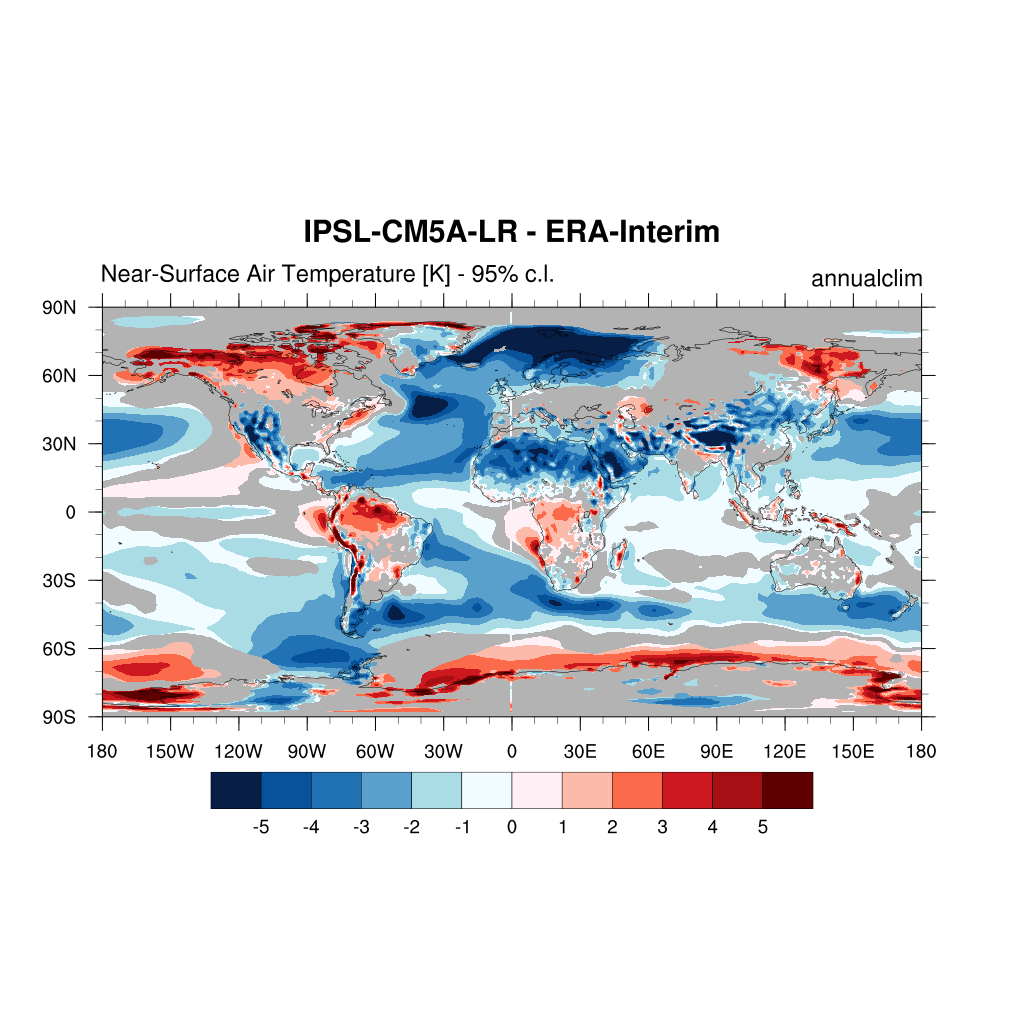 IPSL-CM5A-LR - ERA-Interim
Near-Surface Air Temperature [K] - 95% c.l. annualclim
90N
60N
30N
0
30S
60S
90S
180 150W 120W 90W 60W 30W 0 30E 60E 90E 120E 150E 180
-5 -4 -3 -2 -1 0 1 2 3 4 5